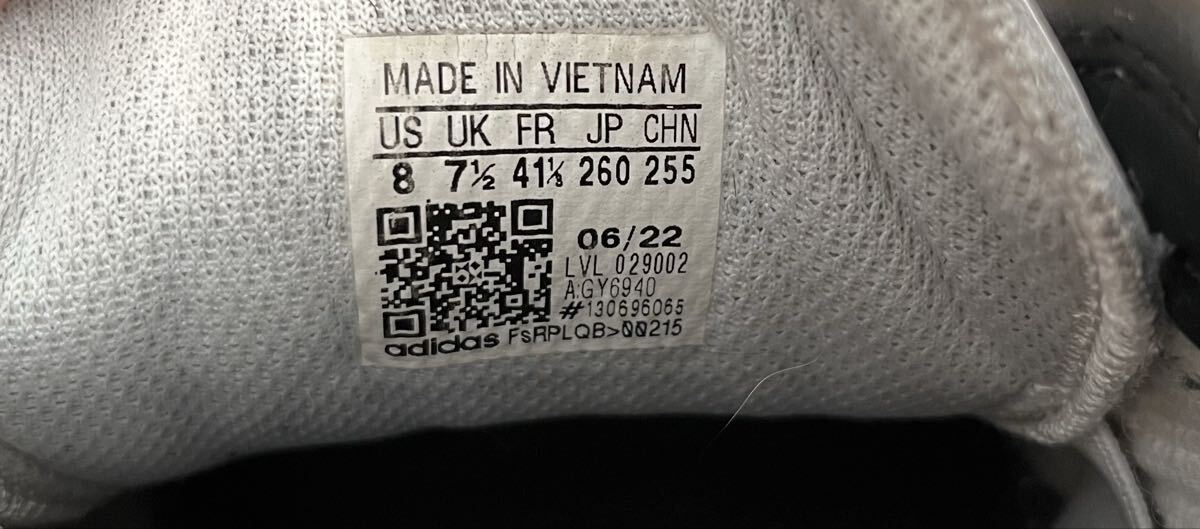 MADE IN VIETNAM
US UK FR JP CHN
8 7½ 41⅓ 260 255
06/22
LVL 029002
A:GY6940
#130696065
adidas FsRPLQB>00215